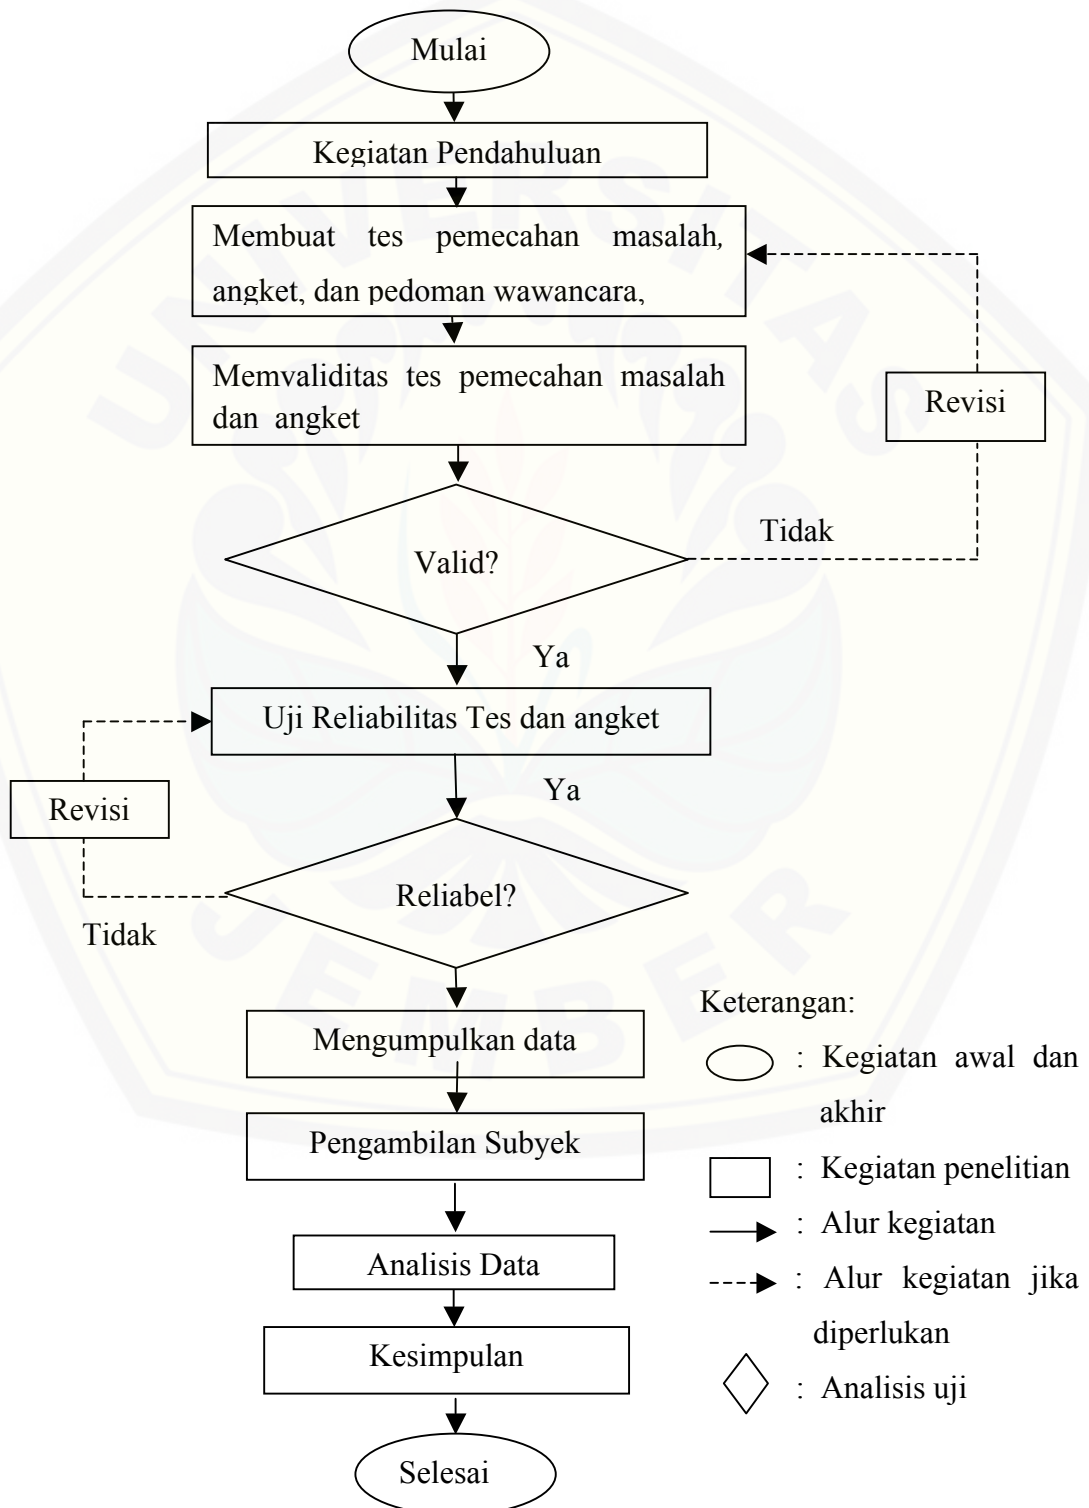 Mulai
Kegiatan Pendahuluan
Membuat tes pemecahan masalah,
angket, dan pedoman wawancara,
Memvaliditas tes pemecahan masalah
dan angket
Revisi
Valid?
Tidak
Ya
Uji Reliabilitas Tes dan angket
Ya
Revisi
Reliabel?
Tidak
Mengumpulkan data
Pengambilan Subyek
Analisis Data
Kesimpulan
Selesai
Keterangan:
: Kegiatan awal dan
akhir
: Kegiatan penelitian
: Alur kegiatan
: Alur kegiatan jika
diperlukan
: Analisis uji
UNIVERSITAS
JEMBER